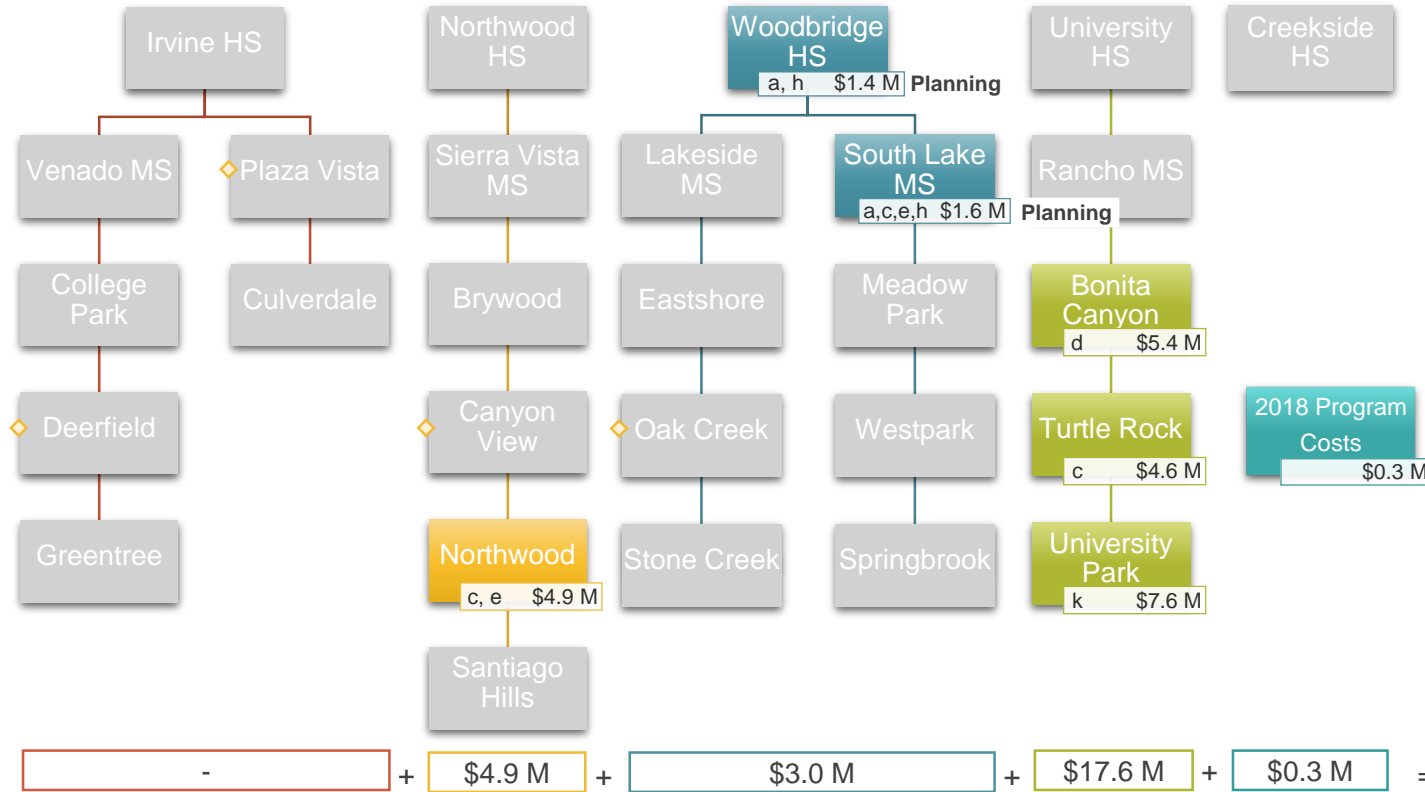 Irvine HS
Northwood
HS
Woodbridge
HS
a, h $1.4 M Planning
University
HS
Creekside
HS
Venado MS
Plaza Vista
Sierra Vista
MS
Lakeside
MS
South Lake
MS
a,c,e,h $1.6 M Planning
Rancho MS
College
Park
Culverdale
Brywood
Eastshore
Meadow
Park
Bonita
Canyon
d $5.4 M
Deerfield
Canyon
View
Oak Creek
Westpark
Turtle Rock
c $4.6 M
2018 Program
Costs
$0.3 M
Greentree
Northwood
c, e $4.9 M
Stone Creek
Springbrook
University
Park
k $7.6 M
Santiago
Hills
- + $4.9 M + $3.0 M + $17.6 M + $0.3 M =